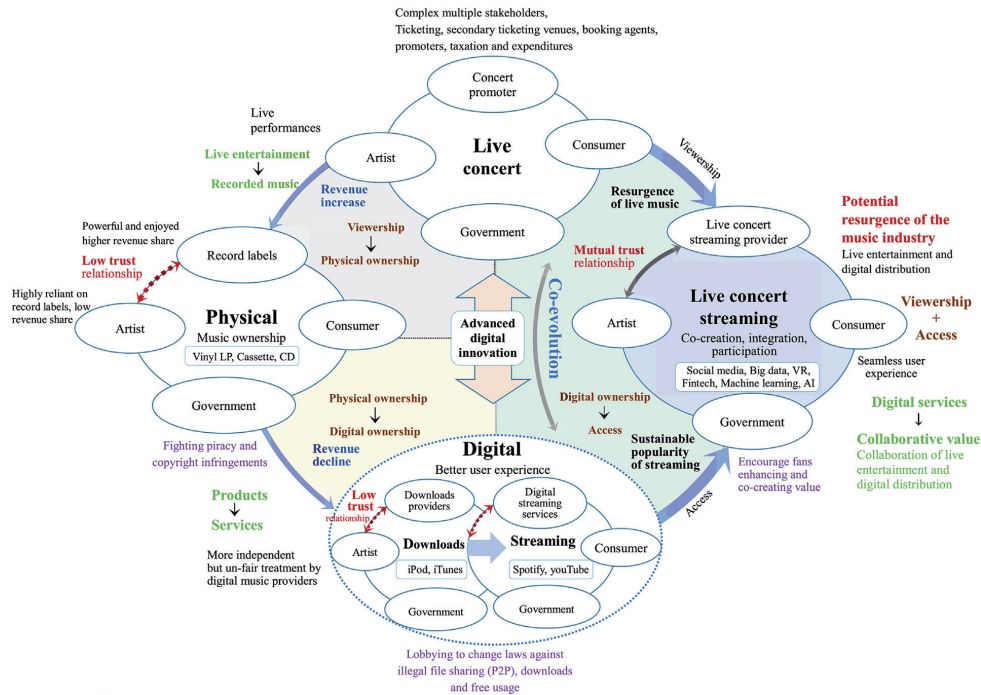 Complex multiple stakeholders,
Ticketing, secondary ticketing venues, booking agents,
promoters, taxation and expenditures
Concert
promoter
Live
performances
Artist
Live
concert
Consumer
Government
Viewership
Live entertainment
Recorded music
Revenue
increase
Viewership
Physical ownership
Resurgence
of live music
Powerful and enjoyed
higher revenue share
Low trust
relationship
Highly reliant on
record labels, low
revenue share
Record labels
Artist
Physical
Music ownership
Vinyl LP, Cassette, CD
Consumer
Government
Advanced
digital
innovation
Co-evolution
Mutual trust
relationship
Live concert
streaming provider
Potential
resurgence of the
music industry
Live entertainment and
digital distribution
Artist
Live concert
streaming
Co-creation, integration,
participation
Social media, Big data, VR,
Fintech, Machine learning, AI
Consumer
Viewership
+
Access
Seamless user
experience
Government
Digital services
Collaborative value
Collaboration of live
entertainment and
digital distribution
Encourage fans
enhancing and
co-creating value
Fighting piracy and
copyright infringements
Physical ownership
Digital ownership
Revenue
decline
Digital ownership
Access
Sustainable
popularity
of streaming
Access
Products
Services
More independent
but un-fair treatment by
digital music providers
Digital
Better user experience
Low
trust
relationship
Downloads
providers
Digital
streaming
services
Artist
Downloads
Streaming
iPod, iTunes
Spotify, youTube
Consumer
Government
Government
Lobbying to change laws against
illegal file sharing (P2P), downloads
and free usage